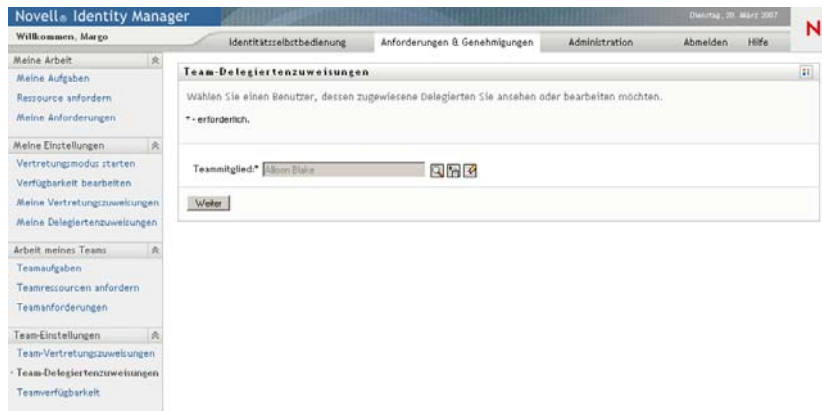 Novell® Identity Manager
Dienstag, 20. März 2007
Willkommen, Margo
Identitätsselbstbedienung
Anforderungen & Genehmigungen
Administration
Abmelden
Hilfe
N
Meine Arbeit
Meine Aufgaben
Ressource anfordern
Meine Anforderungen
Meine Einstellungen
Vertretungsmodus starten
Verfügbarkeit bearbeiten
Meine Vertretungszuweisungen
Meine Delegiertenzuweisungen
Arbeit meines Teams
Teamaufgaben
Teamressourcen anfordern
Teamanforderungen
Team-Einstellungen
Team-Vertretungszuweisungen
Team-Delegiertenzuweisungen
Teamverfügbarkeit
Team-Delegiertenzuweisungen
Wählen Sie einen Benutzer, dessen zugewiesene Delegierten Sie ansehen oder bearbeiten möchten.
* - erforderlich.
Teammitglied:* Allison Blake
Weiter